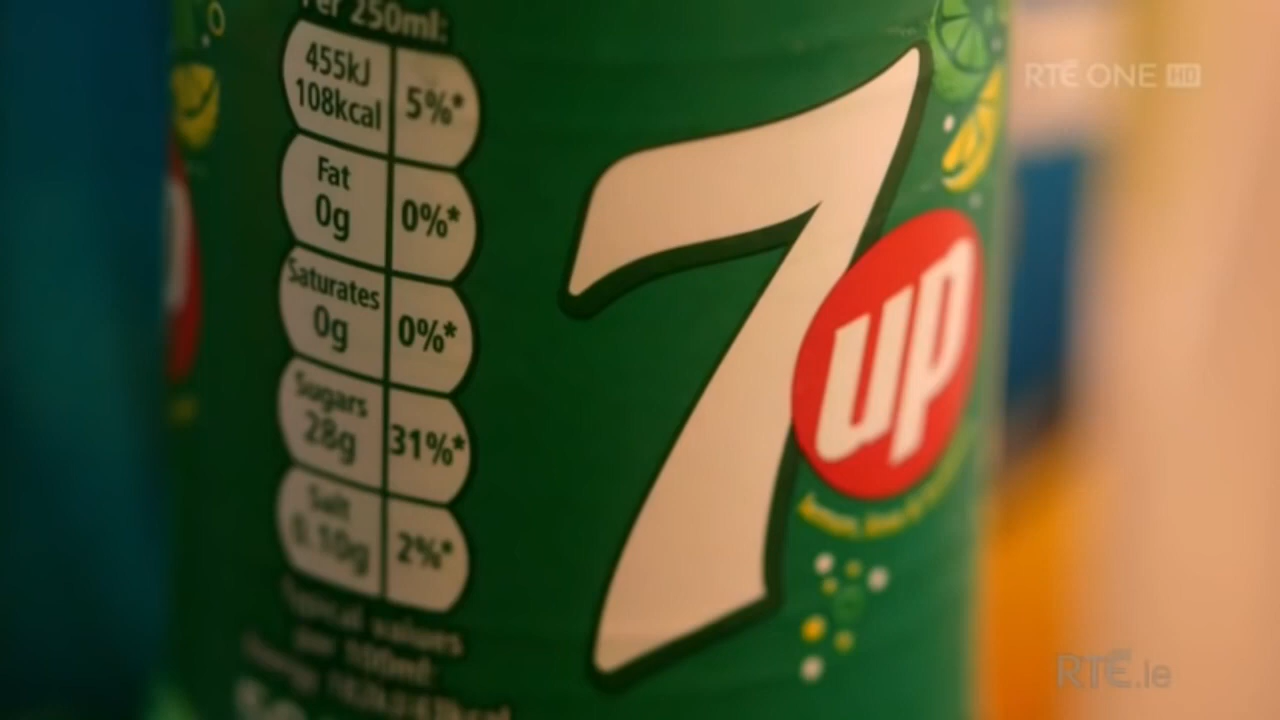 Per 250ml:
455kJ
108kcal
5%*
Fat
0g
0%*
Saturates
0g
0%*
Sugars
28g
31%*
Salt
0.10g
2%*
Typical values
per 100ml:
7
up
RTÉ ONE HD
RTÉ.ie